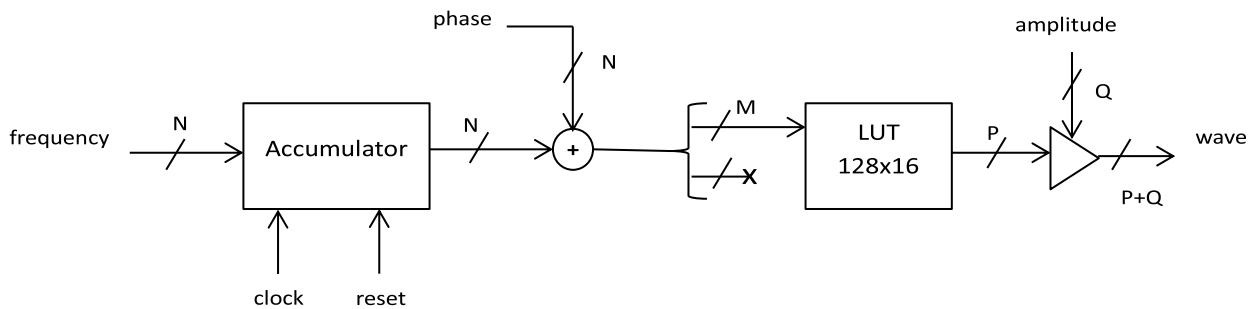 phase
N
amplitude
Q
frequency
N
Accumulator
N
+
M
X
LUT
128x16
P
wave
P+Q
clock
reset